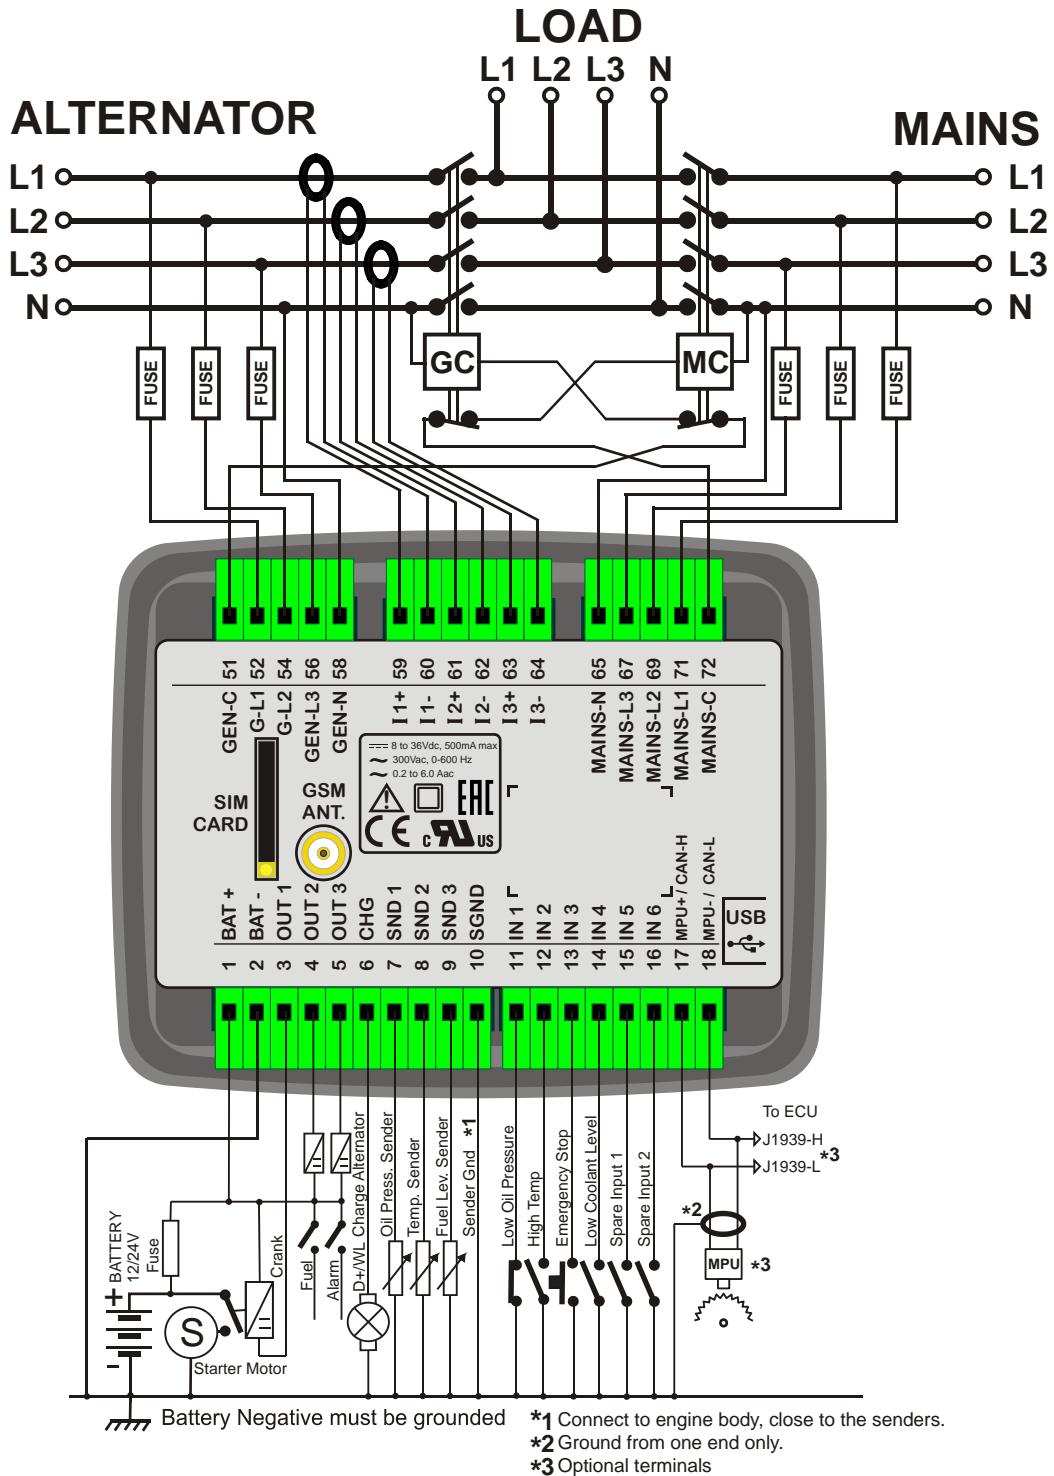 LOAD
L1 L2 L3 N
ALTERNATOR
MAINS
L1
L2
L3
N
L1
L2
L3
N
GC
MC
FUSE
FUSE
FUSE
FUSE
FUSE
FUSE
51 52 54 56 58
59 60 61 62 63 64
65 67 69 71 72
GEN-C
G-L1
G-L2
GEN-L3
GEN-N
I1+
I1-
I2+
I2-
I3+
I3-
MAINS-N
MAINS-L3
MAINS-L2
MAINS-L1
MAINS-C
8 to 36Vdc, 500mA max
300Vac, 0-600 Hz
0.2 to 6.0 Aac
EAC
CE
C RU US
SIM
CARD
GSM
ANT.
BAT +
BAT -
OUT 1
OUT 2
OUT 3
CHG
SND 1
SND 2
SND 3
SGND
IN 1
IN 2
IN 3
IN 4
IN 5
IN 6
MPU+ / CAN-H
MPU- / CAN-L
USB
1 2 3 4 5 6 7 8 9 10
11 12 13 14 15 16 17 18
BATTERY
12/24V
+
-
Fuse
S
Starter Motor
Crank
Fuel
Alarm
D+/WL Charge Alternator
Oil Press. Sender
Temp. Sender
Fuel Lev. Sender
Sender Gnd *1
Low Oil Pressure
High Temp
Emergency Stop
Low Coolant Level
Spare Input 1
Spare Input 2
To ECU
J1939-H
J1939-L *3
*2
MPU *3
Battery Negative must be grounded
*1 Connect to engine body, close to the senders.
*2 Ground from one end only.
*3 Optional terminals